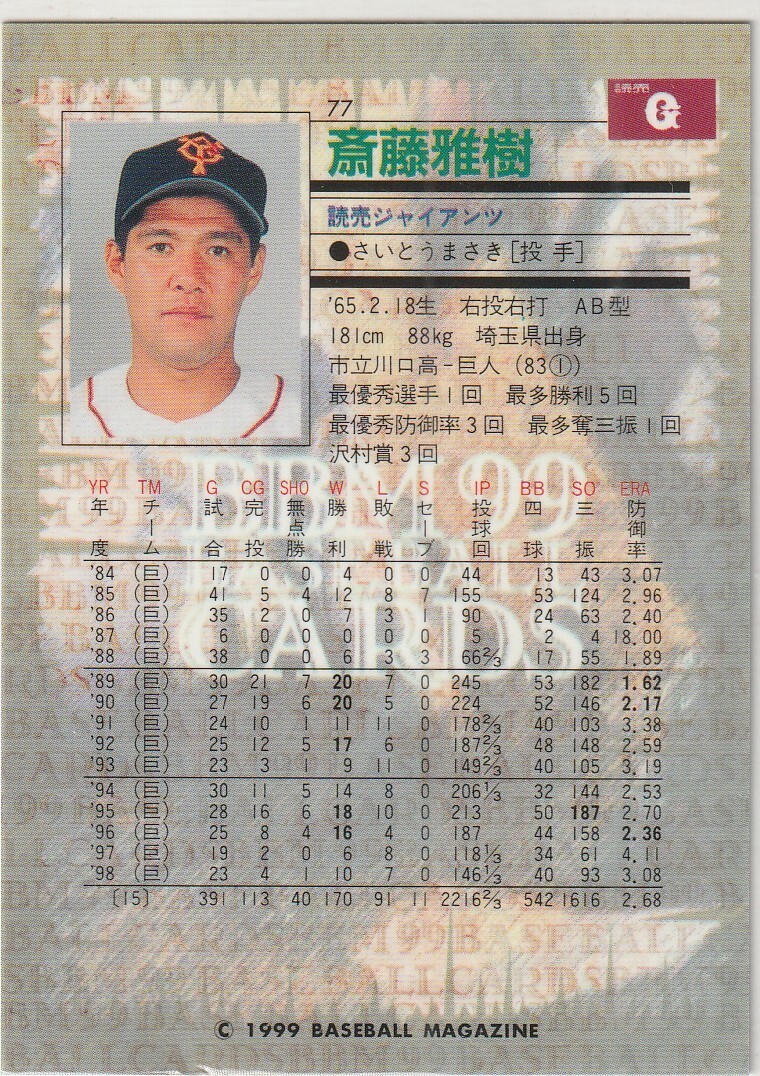 77
読売
G
斎藤雅樹
読売ジャイアンツ
●さいとうまさき[投 手]
'65.2.18生 右投右打 AB型
181cm 88kg 埼玉県出身
市立川口高-巨人(83①)
最優秀選手1回 最多勝利5回
最優秀防御率3回 最多奪三振1回
沢村賞3回
YR TM G CG SHO W L S IP BB SO ERA
年度 チーム 試合 完投 無点勝 勝利 敗戦 セーブ 投球回 四球 三振 防御率
'84 (巨) 17 0 0 4 0 0 44 13 43 3.07
'85 (巨) 41 5 4 12 8 7 155 53 124 2.96
'86 (巨) 35 2 0 7 3 1 90 24 63 2.40
'87 (巨) 6 0 0 0 0 0 5 2 4 18.00
'88 (巨) 38 0 0 6 3 3 66⅔ 17 55 1.89
'89 (巨) 30 21 7 20 7 0 245 53 182 1.62
'90 (巨) 27 19 6 20 5 0 224 52 146 2.17
'91 (巨) 24 10 1 11 11 0 178⅔ 40 103 3.38
'92 (巨) 25 12 5 17 6 0 187⅔ 48 148 2.59
'93 (巨) 23 3 1 9 11 0 149⅔ 40 105 3.19
'94 (巨) 30 11 5 14 8 0 206⅓ 32 144 2.53
'95 (巨) 28 16 6 18 10 0 213 50 187 2.70
'96 (巨) 25 8 4 16 4 0 187 44 158 2.36
'97 (巨) 19 2 0 6 8 0 118⅓ 34 61 4.11
'98 (巨) 23 4 1 10 7 0 146⅓ 40 93 3.08
〔15〕 391 113 40 170 91 11 2216⅔ 542 1616 2.68
BBM 99
BASEBALL
CARDS
© 1999 BASEBALL MAGAZINE